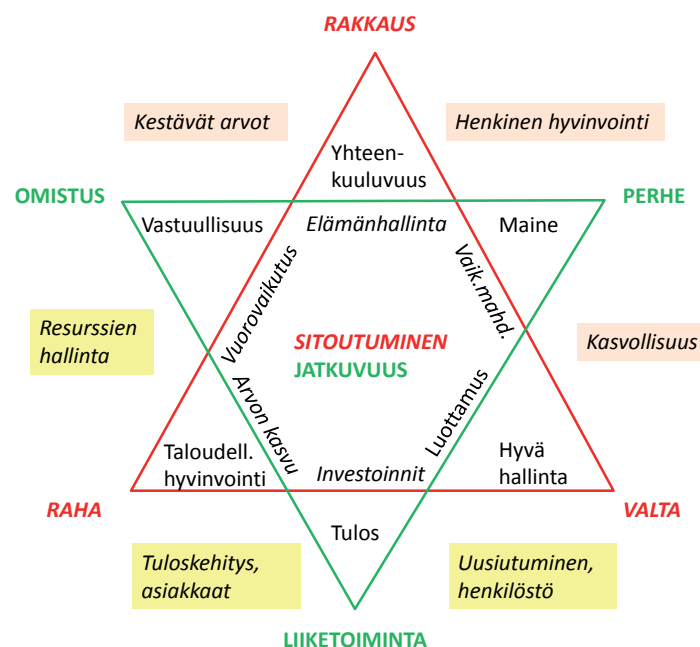 RAKKAUS
Kestävät arvot
Henkinen hyvinvointi
Yhteen-
kuuluvuus
OMISTUS
PERHE
Vastuullisuus
Elämänhallinta
Maine
Vuorovaikutus
Vaik.mahd.
Resurssien
hallinta
SITOUTUMINEN
JATKUVUUS
Kasvollisuus
Arvon kasvu
Luottamus
Taloudell.
hyvinvointi
Investoinnit
Hyvä
hallinta
RAHA
VALTA
Tulos
Tuloskehitys,
asiakkaat
Uusiutuminen,
henkilöstö
LIIKETOIMINTA